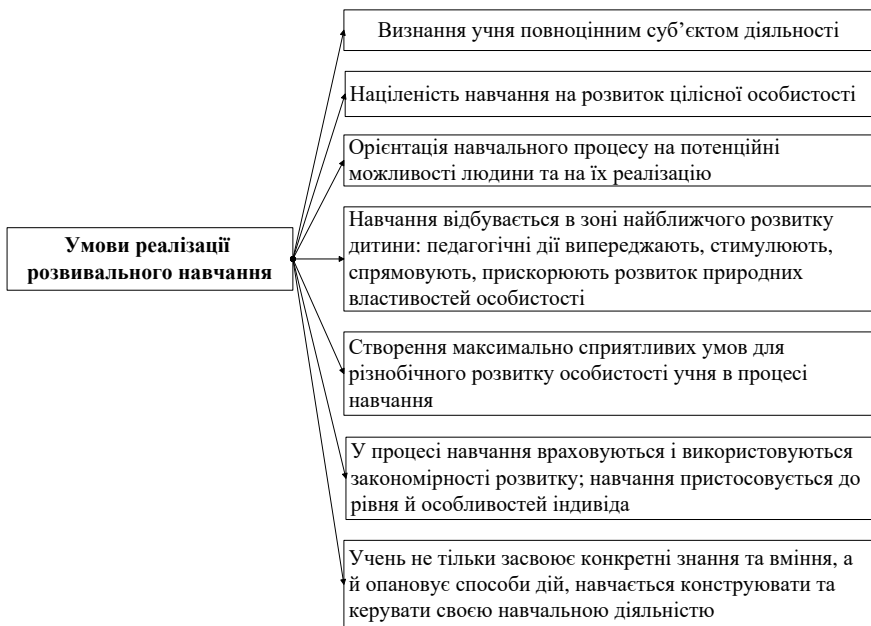 Умови реалізації
розвивального навчання
Визнання учня повноцінним суб’єктом діяльності
Націленість навчання на розвиток цілісної особистості
Орієнтація навчального процесу на потенційні
можливості людини та на їх реалізацію
Навчання відбувається в зоні найближчого розвитку
дитини: педагогічні дії випереджають, стимулюють,
спрямовують, прискорюють розвиток природних
властивостей особистості
Створення максимально сприятливих умов для
різнобічного розвитку особистості учня в процесі
навчання
У процесі навчання враховуються і використовуються
закономірності розвитку; навчання пристосовується до
рівня й особливостей індивіда
Учень не тільки засвоює конкретні знання та вміння, а
й опановує способи дій, навчається конструювати та
керувати своєю навчальною діяльністю